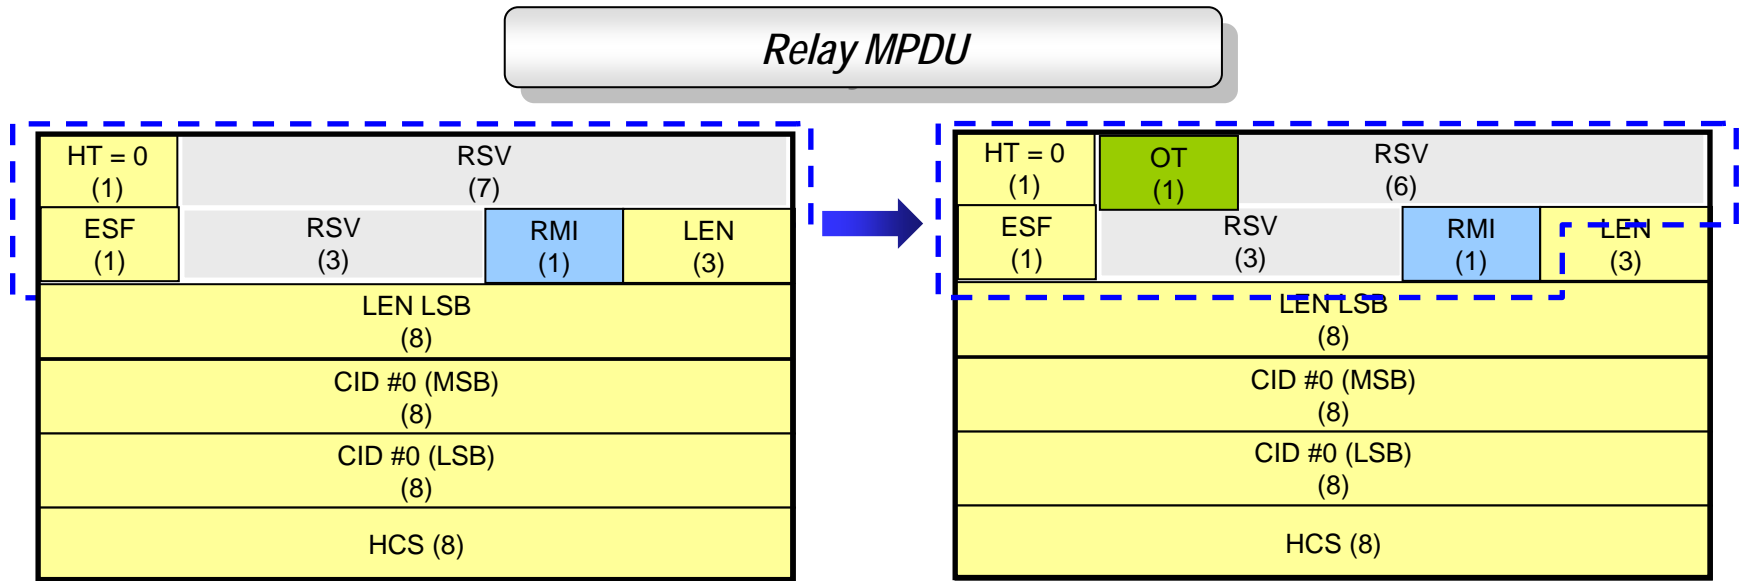 Relay MPDU
HT = 0
(1)
RSV
(7)
ESF
(1)
RSV
(3)
RMI
(1)
LEN
(3)
LEN LSB
(8)
CID #0 (MSB)
(8)
CID #0 (LSB)
(8)
HCS (8)
HT = 0
(1)
OT
(1)
RSV
(6)
ESF
(1)
RSV
(3)
RMI
(1)
LEN
(3)
LEN LSB
(8)
CID #0 (MSB)
(8)
CID #0 (LSB)
(8)
HCS (8)